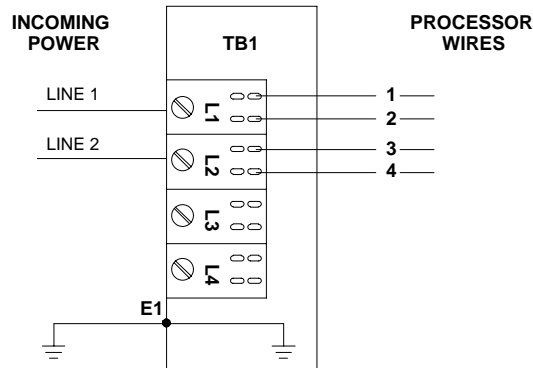 INCOMING
POWER
TB1
PROCESSOR
WIRES
LINE 1
L1
1
2
LINE 2
L2
3
4
L3
L4
E1